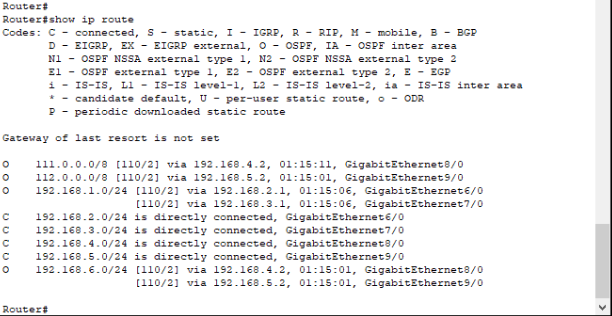 Router#
Router#show ip route
Codes: C - connected, S - static, I - IGRP, R - RIP, M - mobile, B - BGP
       D - EIGRP, EX - EIGRP external, O - OSPF, IA - OSPF inter area
       N1 - OSPF NSSA external type 1, N2 - OSPF NSSA external type 2
       E1 - OSPF external type 1, E2 - OSPF external type 2, E - EGP
       i - IS-IS, L1 - IS-IS level-1, L2 - IS-IS level-2, ia - IS-IS inter area
       * - candidate default, U - per-user static route, o - ODR
       P - periodic downloaded static route

Gateway of last resort is not set

O    111.0.0.0/8 [110/2] via 192.168.4.2, 01:15:11, GigabitEthernet8/0
O    112.0.0.0/8 [110/2] via 192.168.5.2, 01:15:01, GigabitEthernet9/0
O    192.168.1.0/24 [110/2] via 192.168.2.1, 01:15:06, GigabitEthernet6/0
                    [110/2] via 192.168.3.1, 01:15:06, GigabitEthernet7/0
C    192.168.2.0/24 is directly connected, GigabitEthernet6/0
C    192.168.3.0/24 is directly connected, GigabitEthernet7/0
C    192.168.4.0/24 is directly connected, GigabitEthernet8/0
C    192.168.5.0/24 is directly connected, GigabitEthernet9/0
O    192.168.6.0/24 [110/2] via 192.168.4.2, 01:15:01, GigabitEthernet8/0
                    [110/2] via 192.168.5.2, 01:15:01, GigabitEthernet9/0

Router#